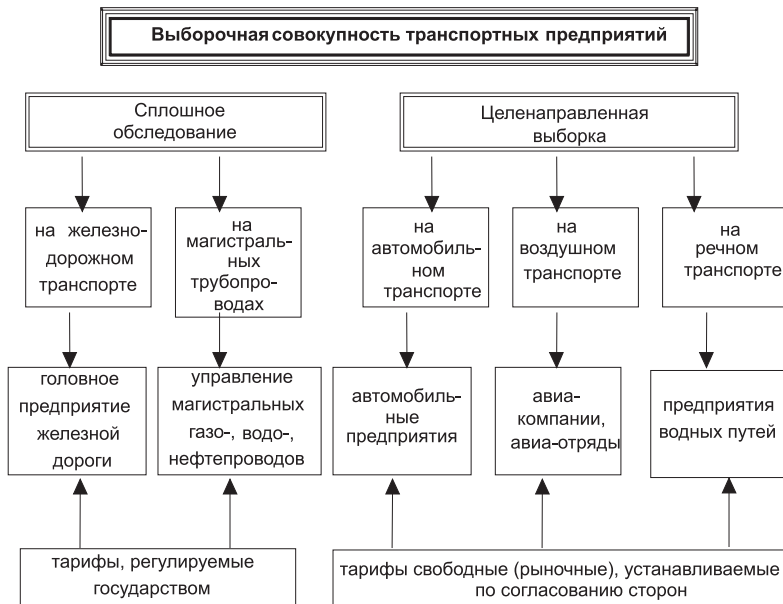 Выборочная совокупность транспортных предприятий
Сплошное
обследование
Целенаправленная
выборка
на железно-
дорожном
транспорте
на
магистраль-
ных
трубопро-
водах
на
автомобиль-
ном
транспорте
на
воздушном
транспорте
на
речном
транспорте
головное
предприятие
железной
дороги
управление
магистральных
газо-, водо-,
нефтепроводов
автомобиль-
ные
предприятия
авиа-
компании,
авиа-отряды
предприятия
водных путей
тарифы, регулируемые
государством
тарифы свободные (рыночные), устанавливаемые
по согласованию сторон